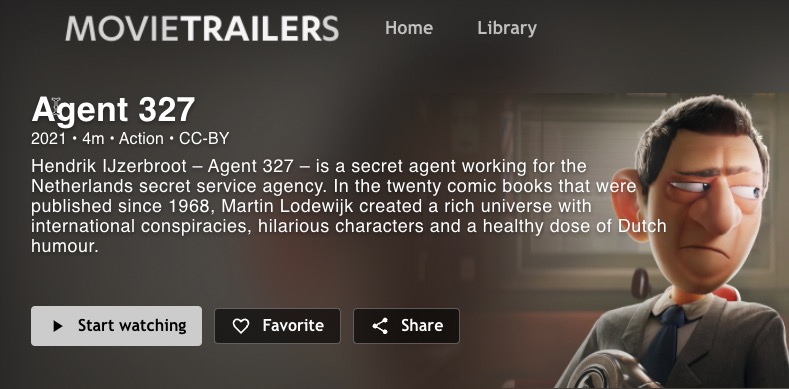 MOVIETRAILERS Home Library
Agent 327
2021 • 4m • Action • CC-BY
Hendrik IJzerbroot – Agent 327 – is a secret agent working for the
Netherlands secret service agency. In the twenty comic books that were
published since 1968, Martin Lodewijk created a rich universe with
international conspiracies, hilarious characters and a healthy dose of Dutch
humour.
Start watching Favorite Share